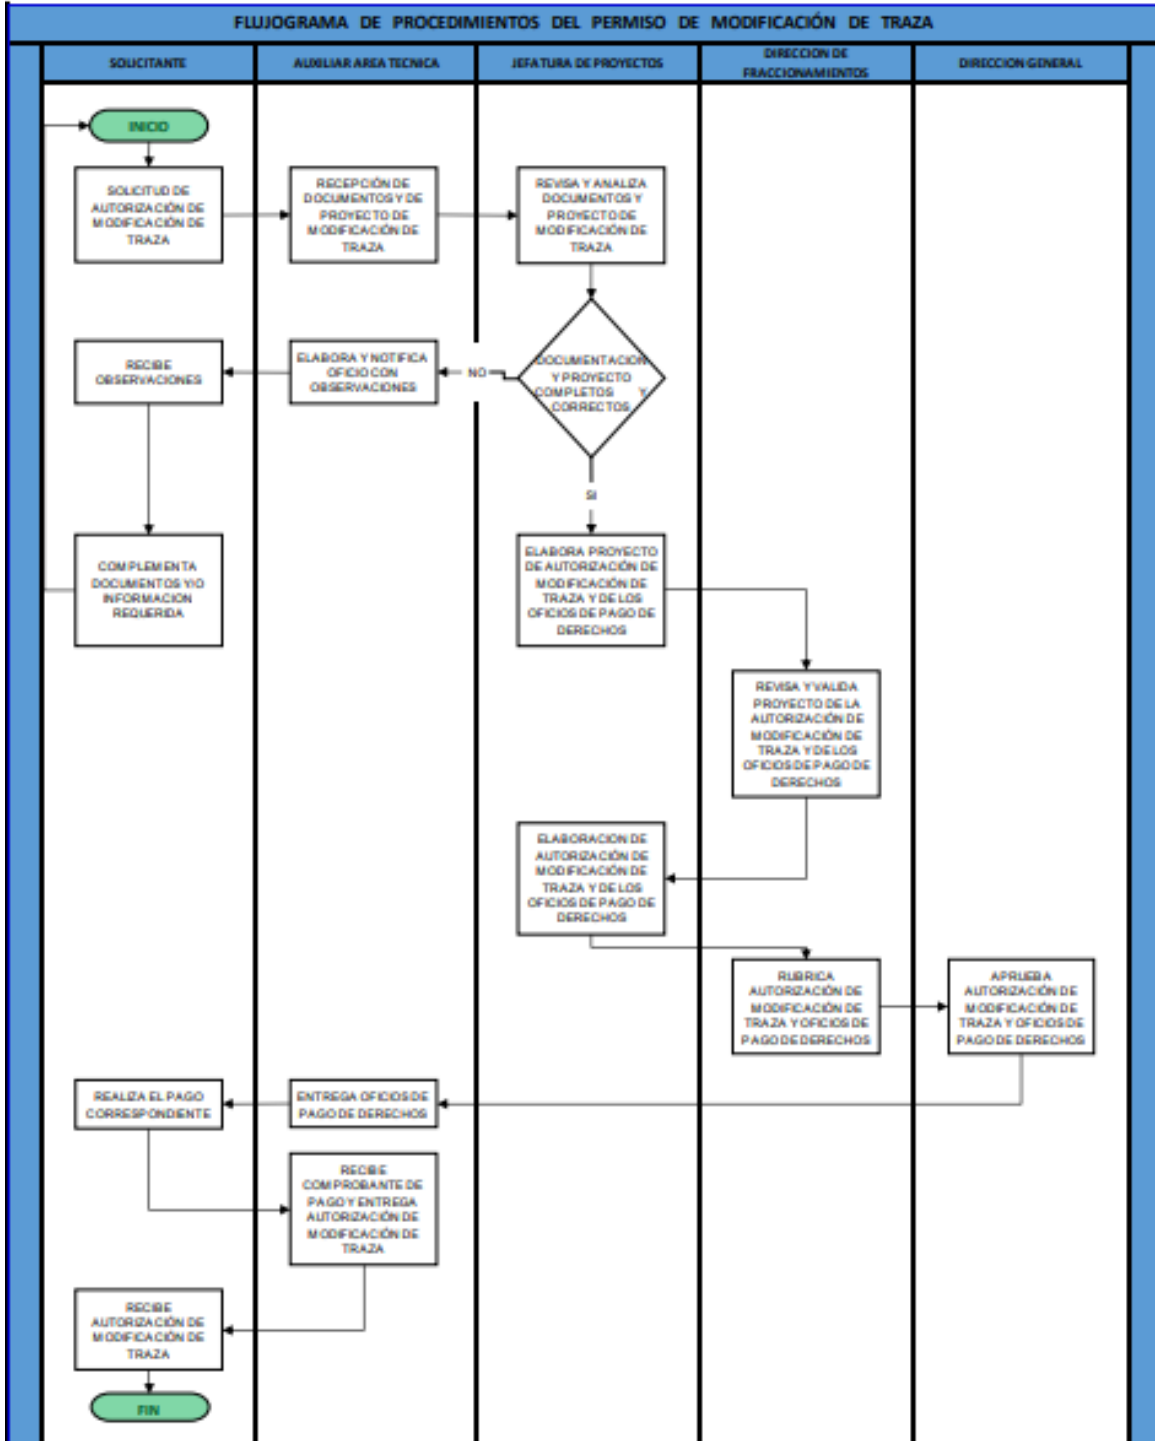 FLUJOGRAMA DE PROCEDIMIENTOS DEL PERMISO DE MODIFICACIÓN DE TRAZA
SOLICITANTE
AUXILIAR AREA TECNICA
JEFATURA DE PROYECTOS
DIRECCION DE
FRACCIONAMIENTOS
DIRECCION GENERAL
INICIO
SOLICITUD DE
AUTORIZACIÓN DE
MODIFICACIÓN DE
TRAZA
RECEPCIÓN DE
DOCUMENTOS Y DE
PROYECTO DE
MODIFICACIÓN DE
TRAZA
REVISA Y ANALIZA
DOCUMENTOS Y
PROYECTO DE
MODIFICACIÓN DE
TRAZA
RECIBE
OBSERVACIONES
ELABORA Y NOTIFICA
OFICIO CON
OBSERVACIONES
NO
DOCUMENTACION
Y PROYECTO
COMPLETOS Y
CORRECTOS
SI
COMPLEMENTA
DOCUMENTOS Y/O
INFORMACION
REQUERIDA
ELABORA PROYECTO
DE AUTORIZACIÓN DE
MODIFICACIÓN DE
TRAZA Y DE LOS
OFICIOS DE PAGO DE
DERECHOS
REVISA Y VALIDA
PROYECTO DE LA
AUTORIZACIÓN DE
MODIFICACIÓN DE
TRAZA Y DE LOS
OFICIOS DE PAGO DE
DERECHOS
ELABORACION DE
AUTORIZACIÓN DE
MODIFICACIÓN DE
TRAZA Y DE LOS
OFICIOS DE PAGO DE
DERECHOS
RUBRICA
AUTORIZACIÓN DE
MODIFICACIÓN DE
TRAZA Y OFICIOS DE
PAGO DE DERECHOS
APRUEBA
AUTORIZACIÓN DE
MODIFICACIÓN DE
TRAZA Y OFICIOS DE
PAGO DE DERECHOS
REALIZA EL PAGO
CORRESPONDIENTE
ENTREGA OFICIOS DE
PAGO DE DERECHOS
RECIBE
COMPROBANTE DE
PAGO Y ENTREGA
AUTORIZACIÓN DE
MODIFICACIÓN DE
TRAZA
RECIBE
AUTORIZACIÓN DE
MODIFICACIÓN DE
TRAZA
FIN